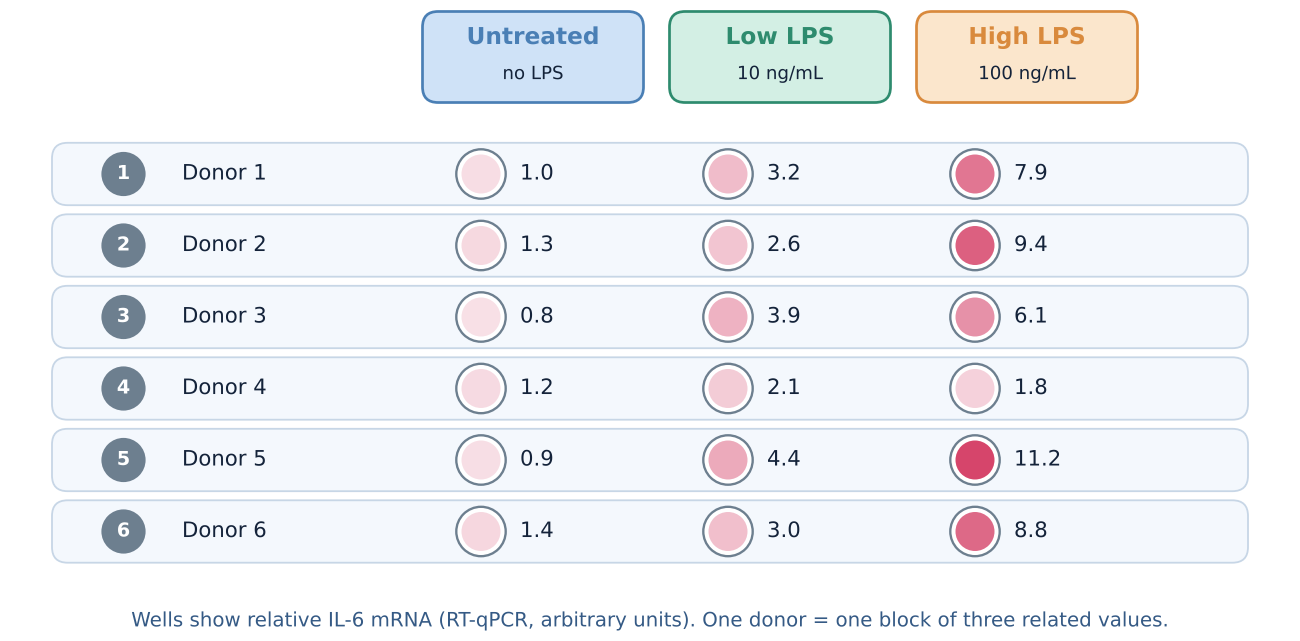 Untreated
no LPS
Low LPS
10 ng/mL
High LPS
100 ng/mL
1 Donor 1 1.0 3.2 7.9
2 Donor 2 1.3 2.6 9.4
3 Donor 3 0.8 3.9 6.1
4 Donor 4 1.2 2.1 1.8
5 Donor 5 0.9 4.4 11.2
6 Donor 6 1.4 3.0 8.8
Wells show relative IL-6 mRNA (RT-qPCR, arbitrary units). One donor = one block of three related values.